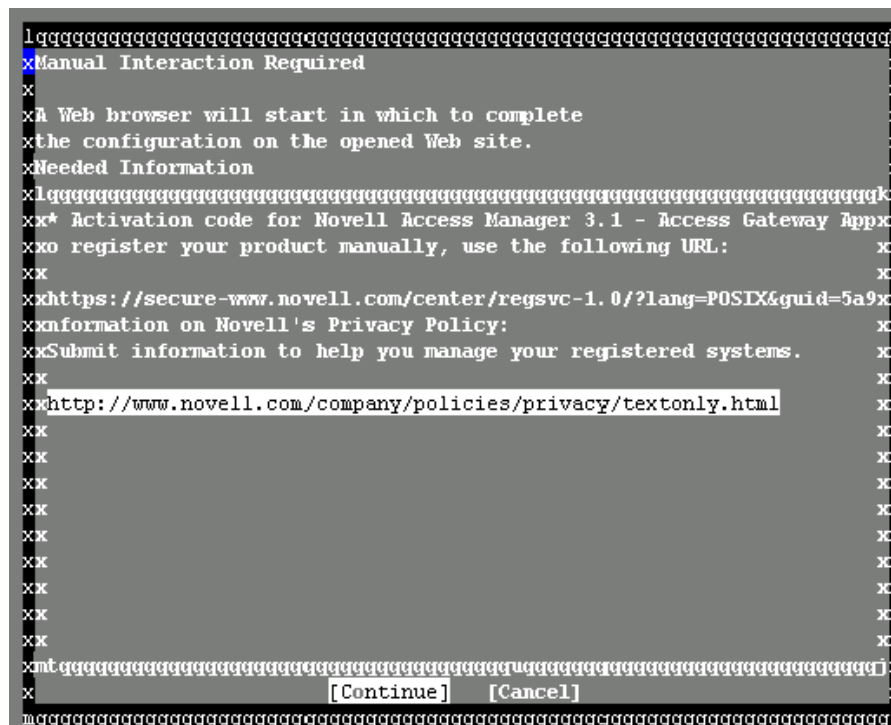 Manual Interaction Required
A Web browser will start in which to complete
the configuration on the opened Web site.
Needed Information
* Activation code for Novell Access Manager 3.1 - Access Gateway App
o register your product manually, use the following URL:
https://secure-www.novell.com/center/regsvc-1.0/?lang=POSIX&guid=5a9
nformation on Novell's Privacy Policy:
Submit information to help you manage your registered systems.
http://www.novell.com/company/policies/privacy/textonly.html
[Continue] [Cancel]